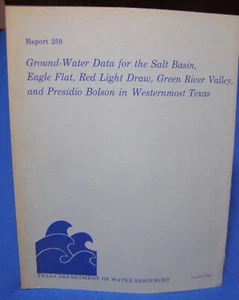 Report 259
Ground-Water Data for the Salt Basin,
Eagle Flat, Red Light Draw, Green River Valley,
and Presidio Bolson in Westernmost Texas
TEXAS DEPARTMENT OF WATER RESOURCES